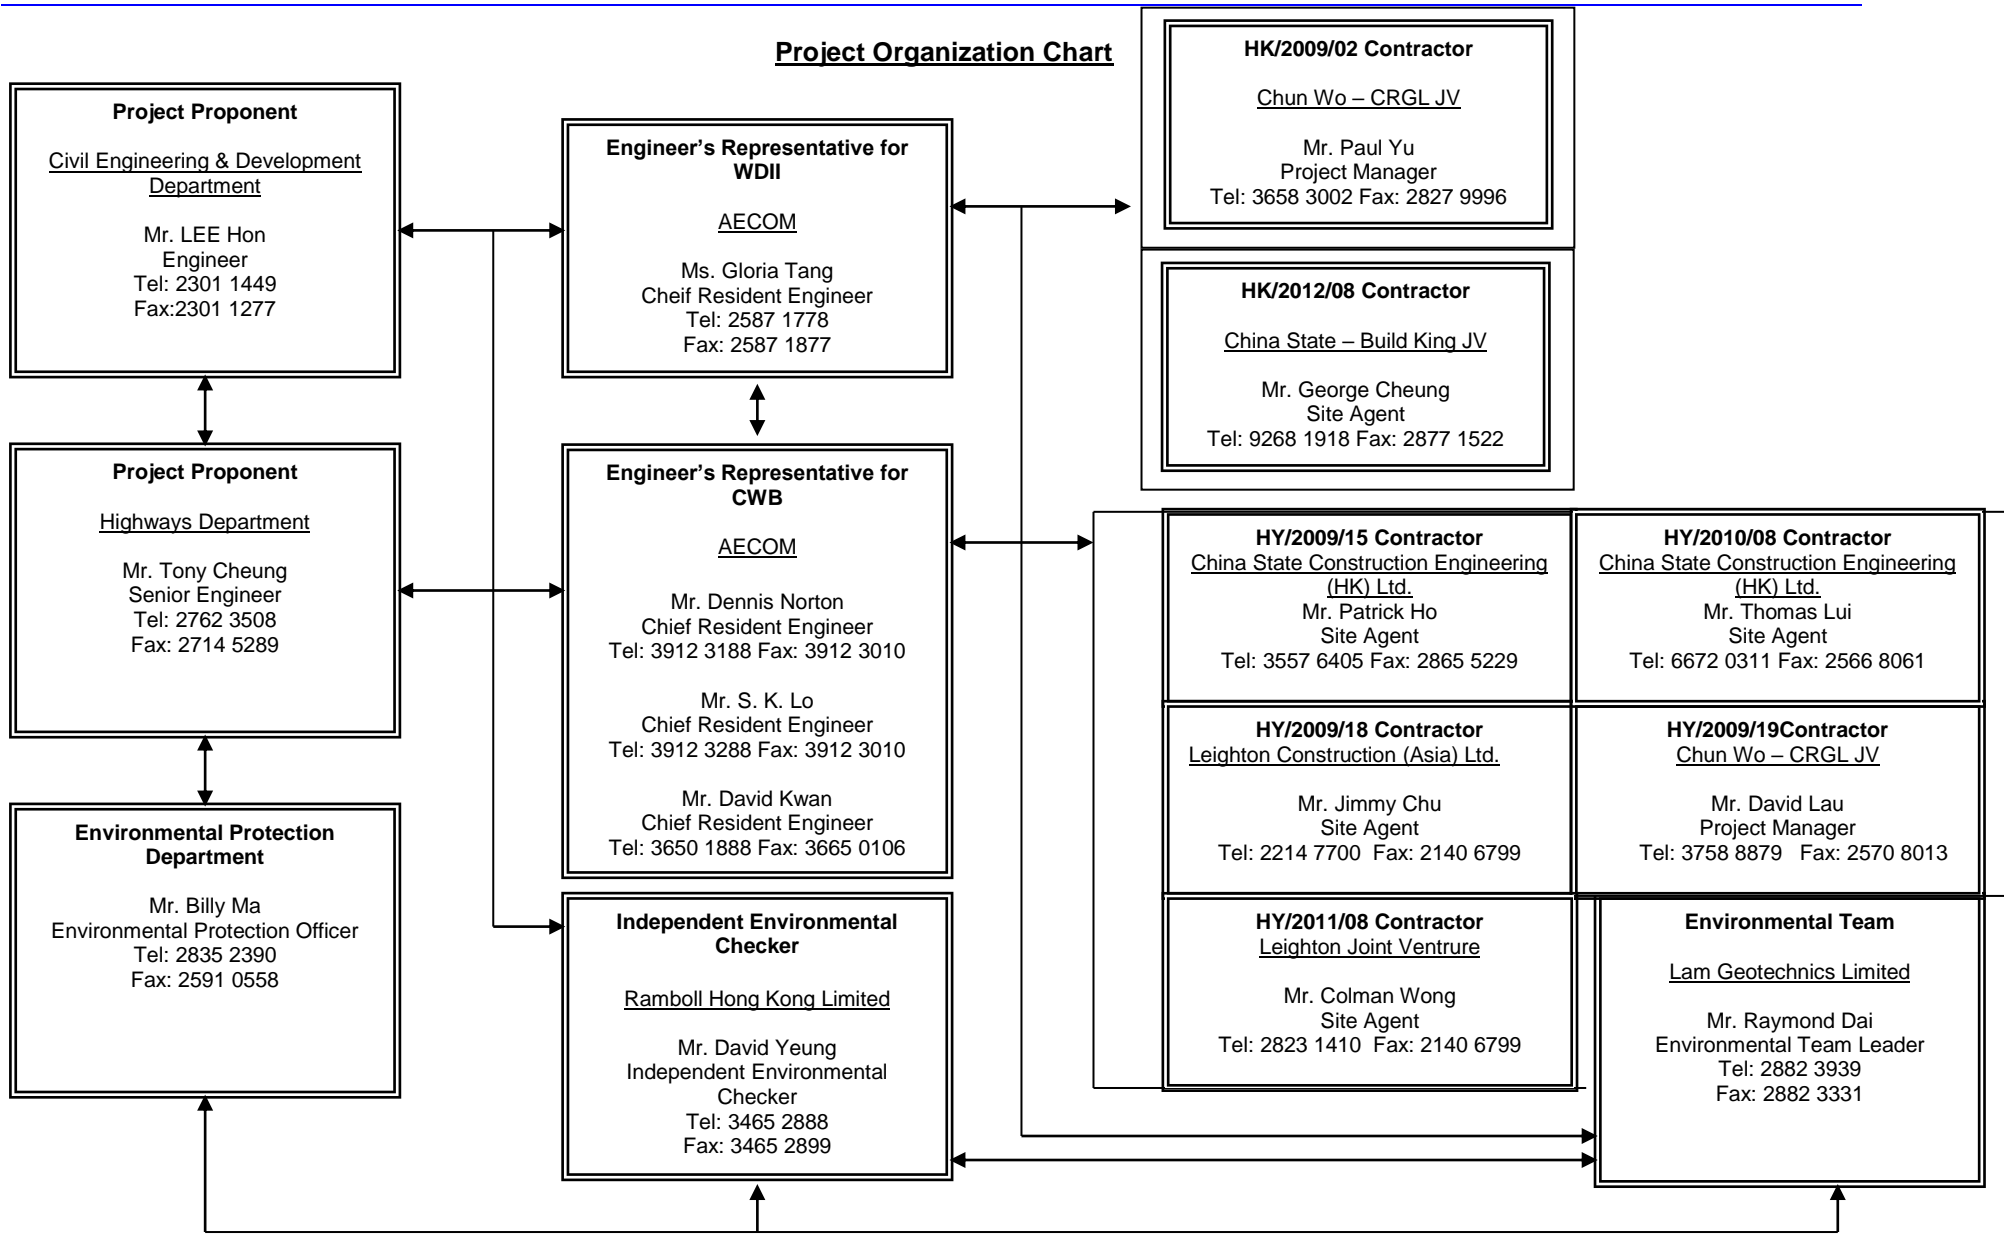 Project Organization Chart
Project Proponent
Civil Engineering & Development
Department
Mr. LEE Hon
Engineer
Tel: 2301 1449
Fax:2301 1277
Project Proponent
Highways Department
Mr. Tony Cheung
Senior Engineer
Tel: 2762 3508
Fax: 2714 5289
Environmental Protection
Department
Mr. Billy Ma
Environmental Protection Officer
Tel: 2835 2390
Fax: 2591 0558
Engineer’s Representative for
WDII
AECOM
Ms. Gloria Tang
Cheif Resident Engineer
Tel: 2587 1778
Fax: 2587 1877
Engineer’s Representative for
CWB
AECOM
Mr. Dennis Norton
Chief Resident Engineer
Tel: 3912 3188 Fax: 3912 3010
Mr. S. K. Lo
Chief Resident Engineer
Tel: 3912 3288 Fax: 3912 3010
Mr. David Kwan
Chief Resident Engineer
Tel: 3650 1888 Fax: 3665 0106
Independent Environmental
Checker
Ramboll Hong Kong Limited
Mr. David Yeung
Independent Environmental
Checker
Tel: 3465 2888
Fax: 3465 2899
HK/2009/02 Contractor
Chun Wo – CRGL JV
Mr. Paul Yu
Project Manager
Tel: 3658 3002 Fax: 2827 9996
HK/2012/08 Contractor
China State – Build King JV
Mr. George Cheung
Site Agent
Tel: 9268 1918 Fax: 2877 1522
HY/2009/15 Contractor
China State Construction Engineering
(HK) Ltd.
Mr. Patrick Ho
Site Agent
Tel: 3557 6405 Fax: 2865 5229
HY/2010/08 Contractor
China State Construction Engineering
(HK) Ltd.
Mr. Thomas Lui
Site Agent
Tel: 6672 0311 Fax: 2566 8061
HY/2009/18 Contractor
Leighton Construction (Asia) Ltd.
Mr. Jimmy Chu
Site Agent
Tel: 2214 7700 Fax: 2140 6799
HY/2009/19Contractor
Chun Wo – CRGL JV
Mr. David Lau
Project Manager
Tel: 3758 8879 Fax: 2570 8013
HY/2011/08 Contractor
Leighton Joint Ventrure
Mr. Colman Wong
Site Agent
Tel: 2823 1410 Fax: 2140 6799
Environmental Team
Lam Geotechnics Limited
Mr. Raymond Dai
Environmental Team Leader
Tel: 2882 3939
Fax: 2882 3331